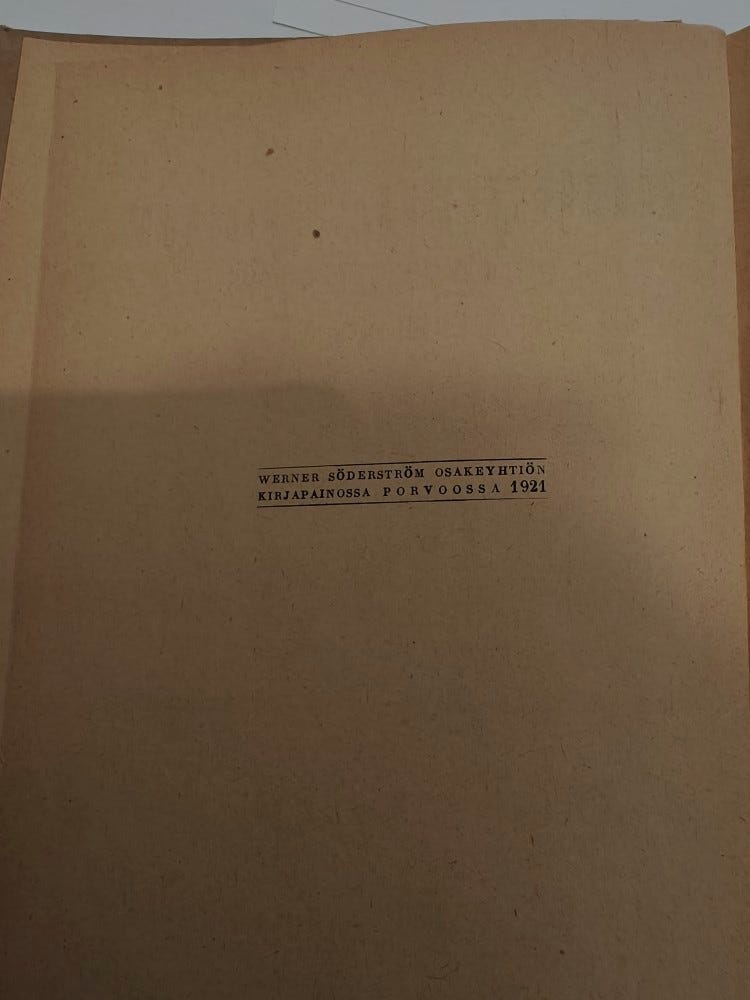 WERNER SÖDERSTRÖM OSAKEYHTIÖN
KIRJAPAINOSSA PORVOOSSA 1921